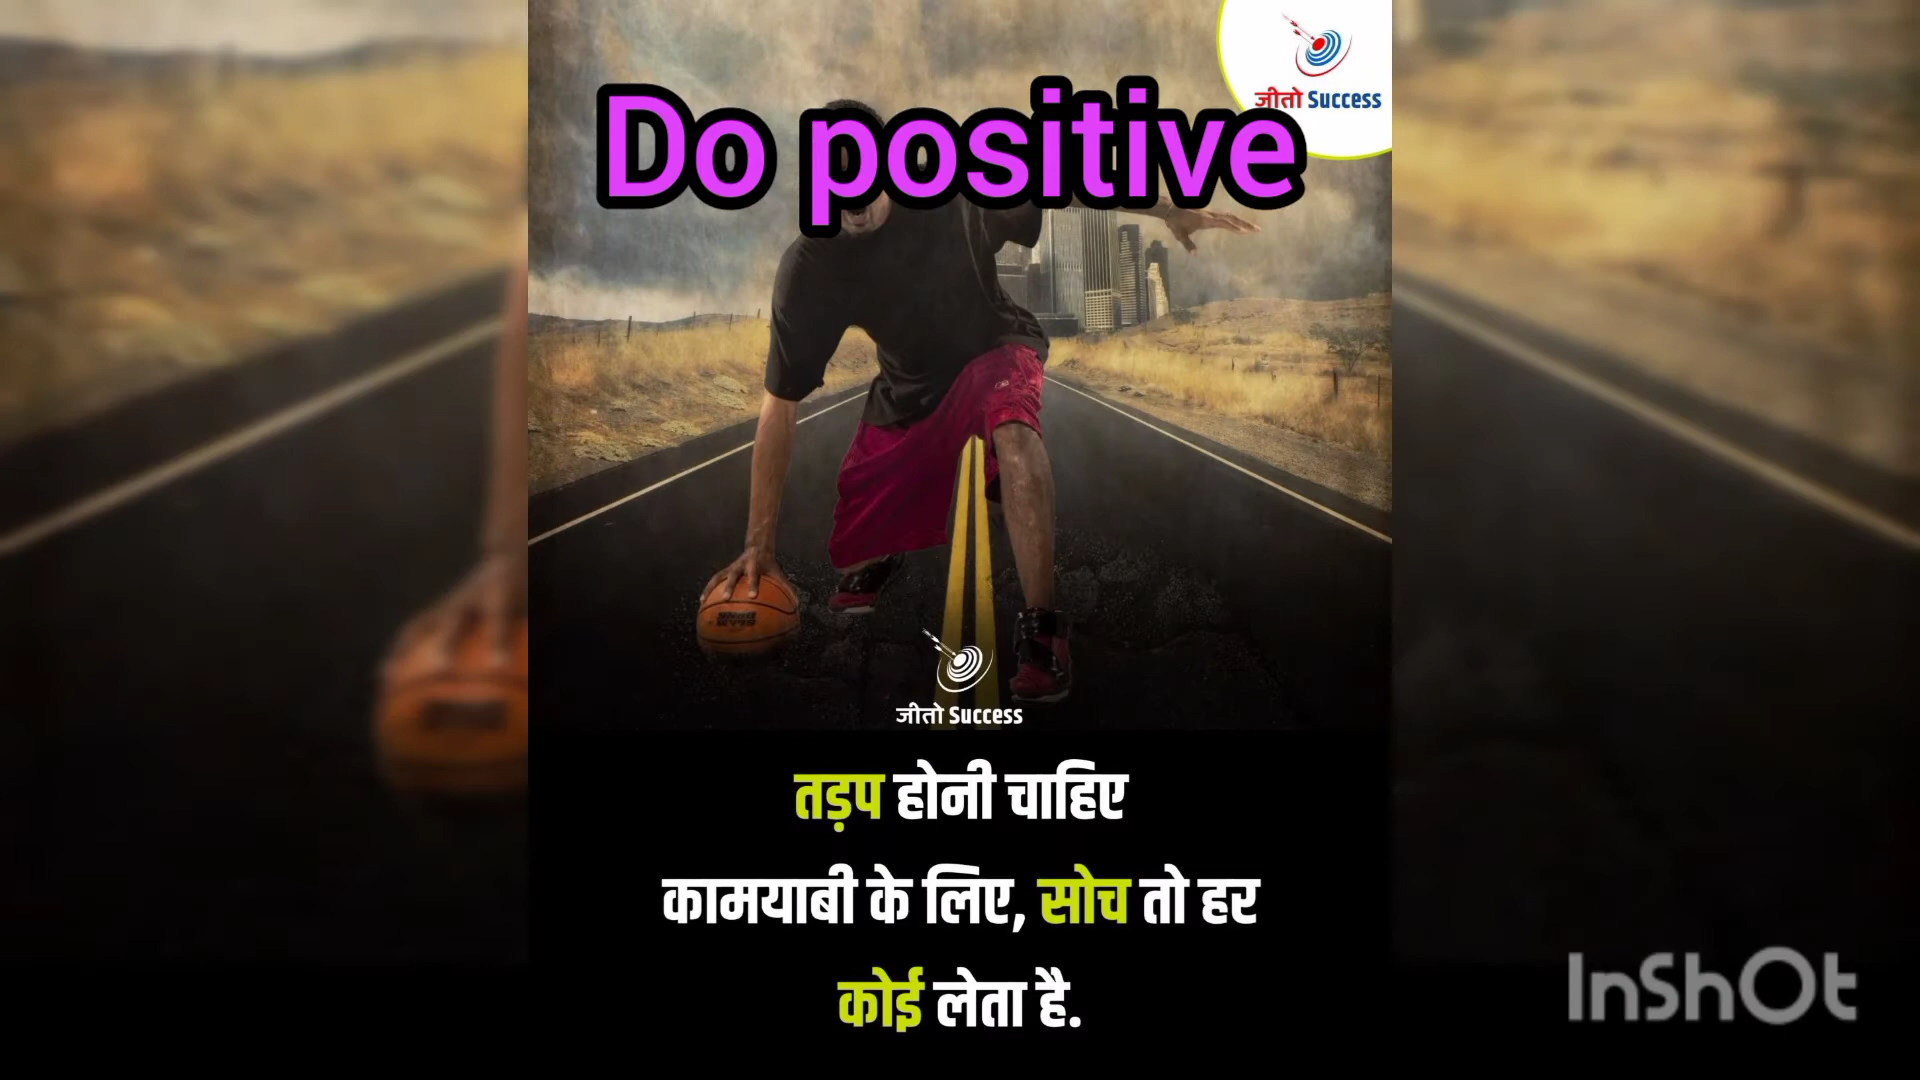 जीतो Success
Do positive
जीतो Success
तड़प होनी चाहिए
कामयाबी के लिए, सोच तो हर
कोई लेता है.
InShOt